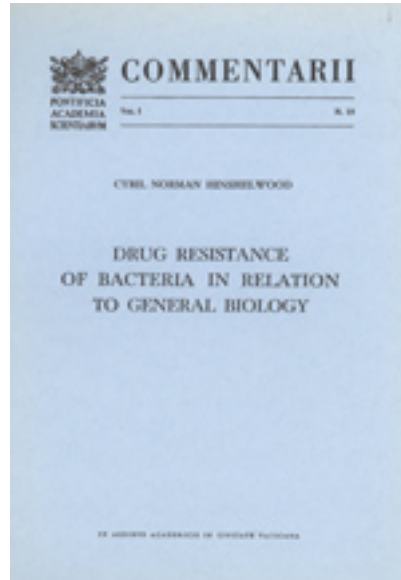 COMMENTARII
PONTIFICIA
ACADEMIA
SCIENTIARVM
Vol. I
CYRIL NORMAN HINSHELWOOD
DRUG RESISTANCE
OF BACTERIA IN RELATION
TO GENERAL BIOLOGY
EX AEDIBVS ACADEMICIS IN CIVITATE VATICANA